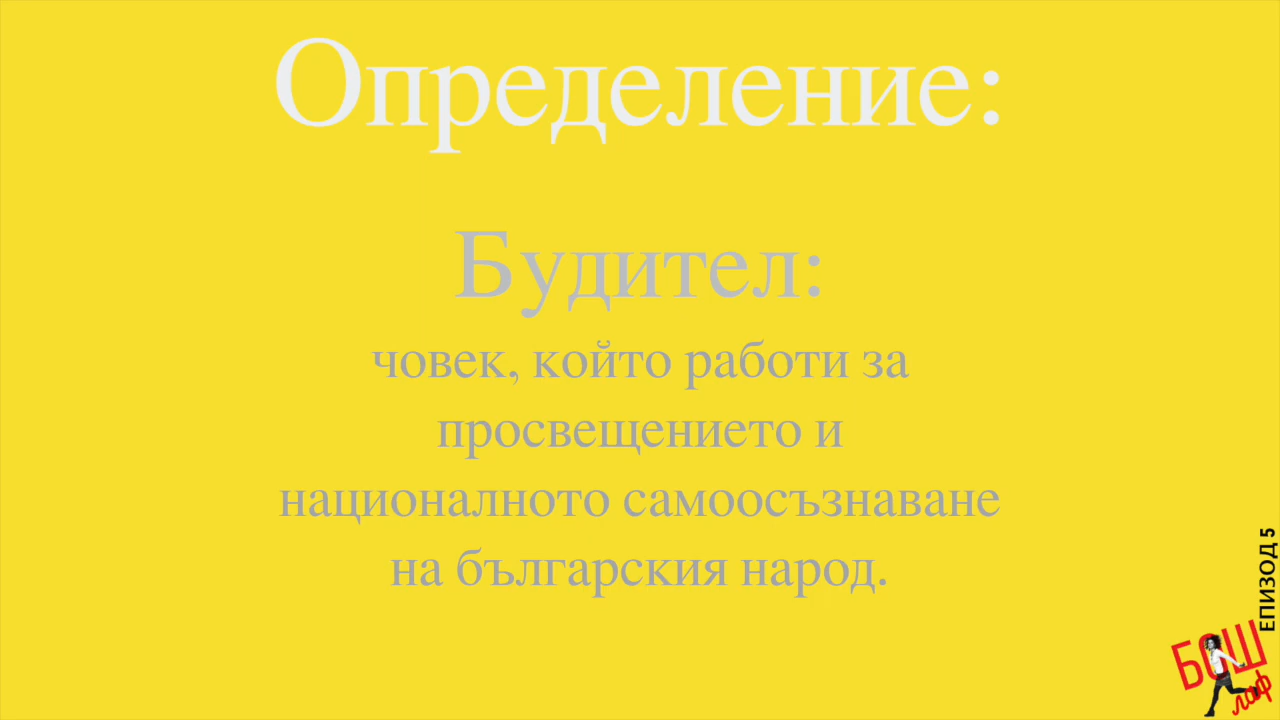 Определение:
Будител:
човек, който работи за
просвещението и
националното самоосъзнаване
на българския народ.
ЕПИЗОД 5
БОШ
лаф